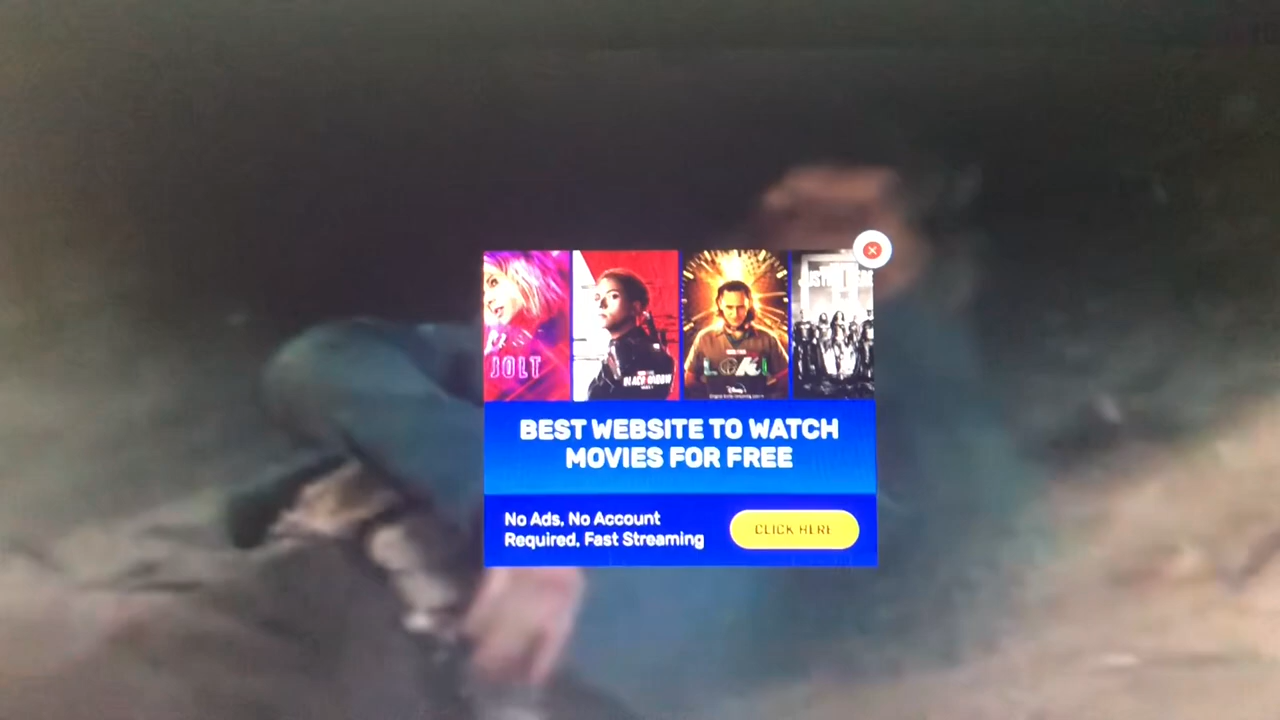 JOLT
BLACK WIDOW
LOKI
Disney
BEST WEBSITE TO WATCH
MOVIES FOR FREE
No Ads, No Account
Required, Fast Streaming
CLICK HERE